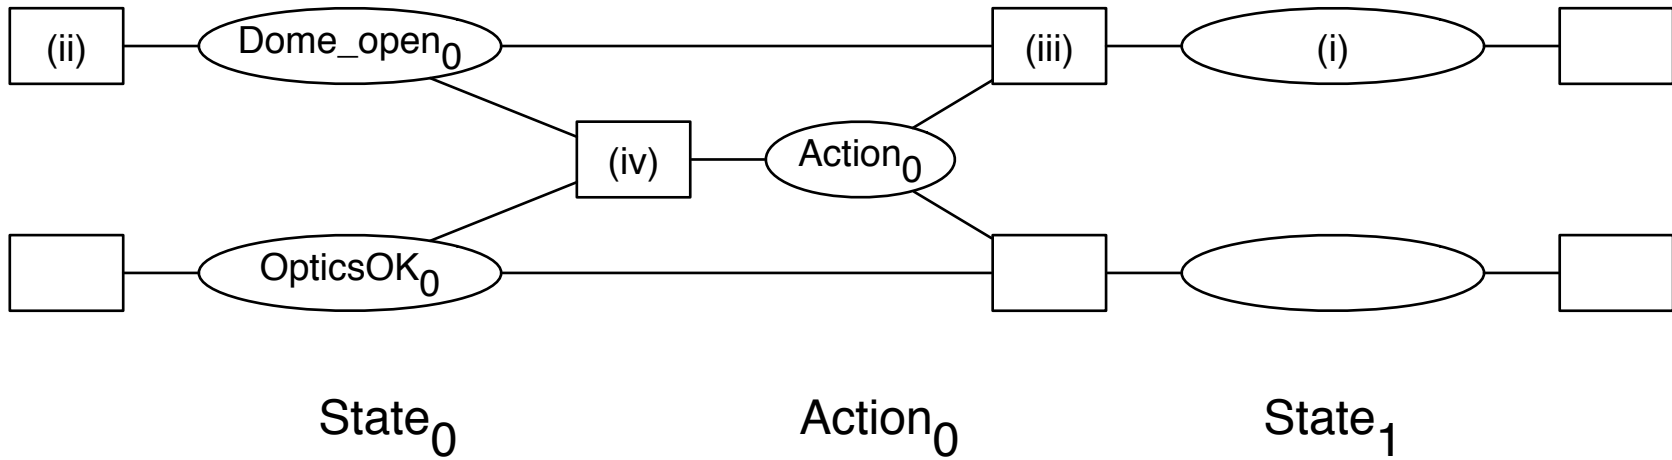 (ii) Dome_open₀ (iii) (i)
(iv) Action₀
OpticsOK₀
State₀ Action₀ State₁